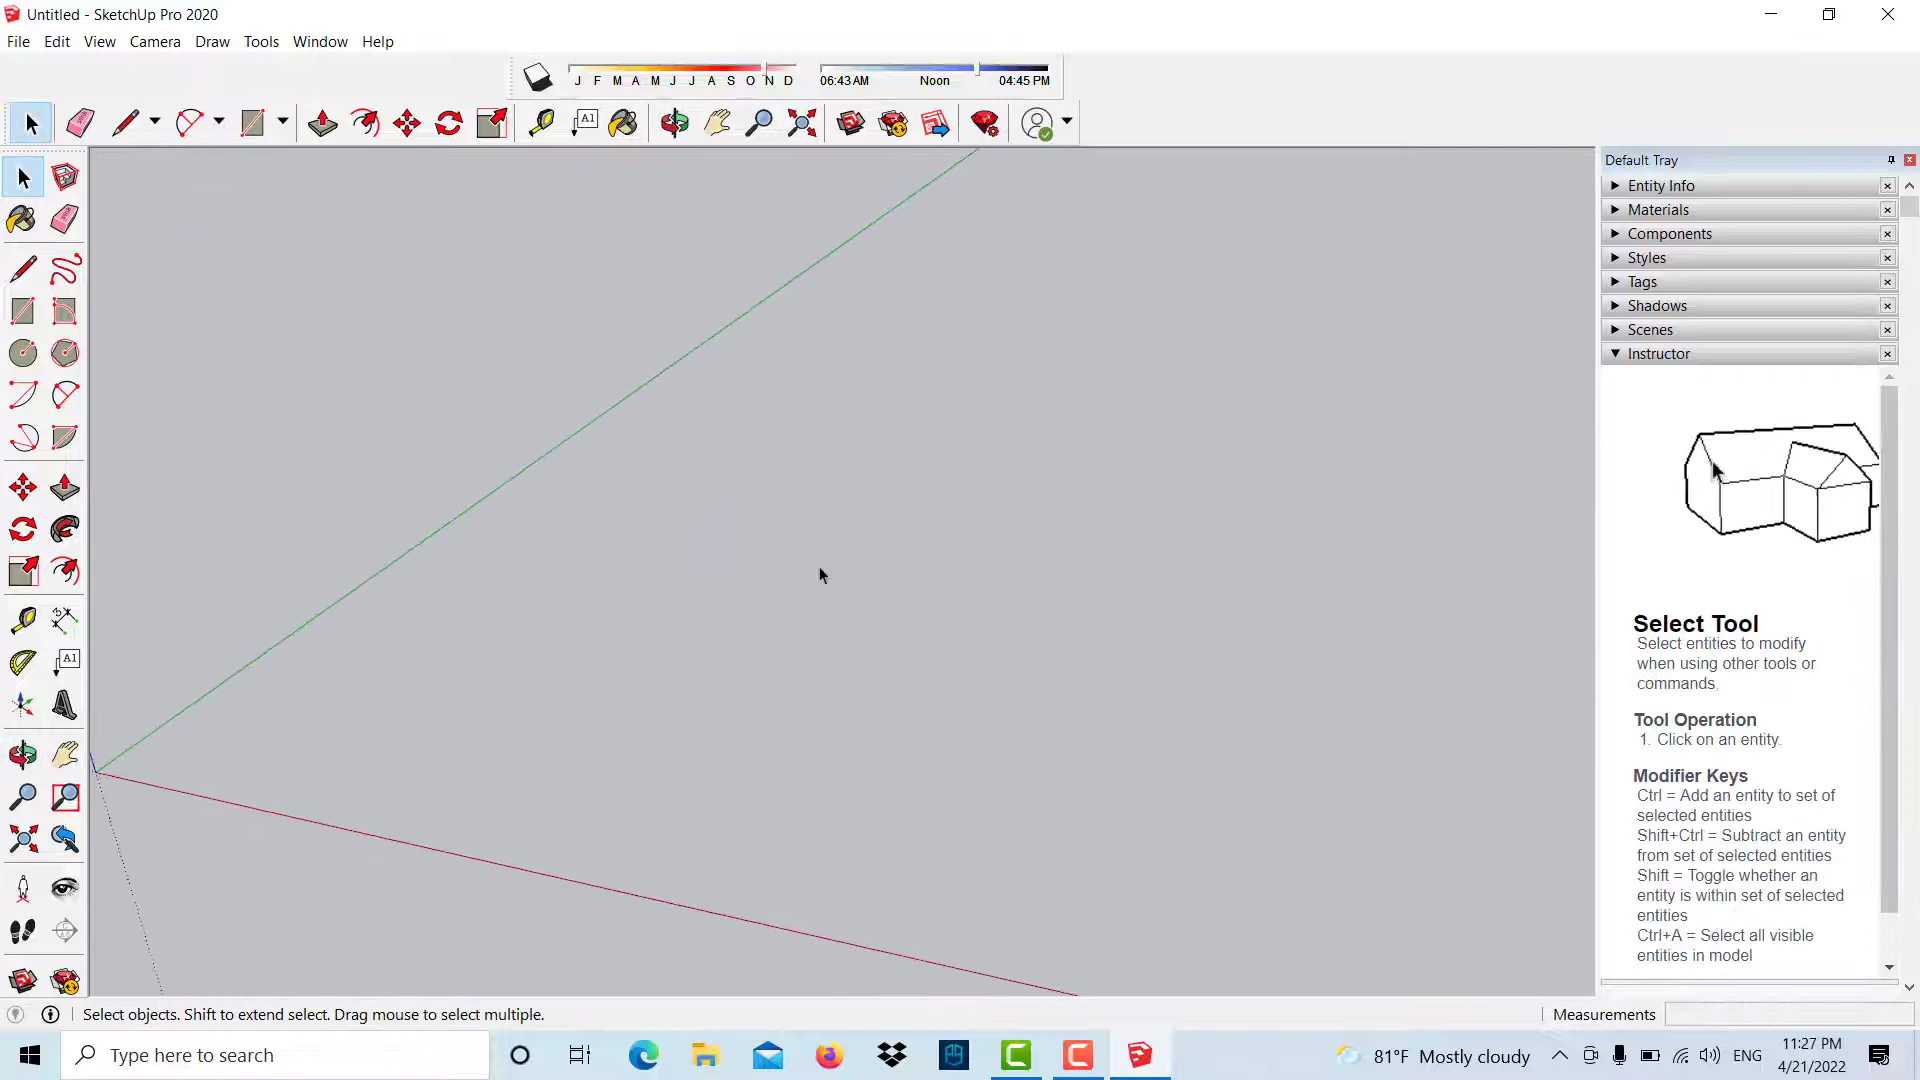 Untitled - SketchUp Pro 2020
File Edit View Camera Draw Tools Window Help
J F M A M J J A S O N D
06:43 AM Noon 04:45 PM
A1
Default Tray
Entity Info
Materials
Components
Styles
Tags
Shadows
Scenes
Instructor
A1
Select Tool
Select entities to modify
when using other tools or
commands.
Tool Operation
1. Click on an entity.
Modifier Keys
Ctrl = Add an entity to set of
selected entities
Shift+Ctrl = Subtract an entity
from set of selected entities
Shift = Toggle whether an
entity is within set of selected
entities
Ctrl+A = Select all visible
entities in model
Select objects. Shift to extend select. Drag mouse to select multiple.
Measurements
Type here to search
81°F Mostly cloudy
ENG
11:27 PM
4/21/2022